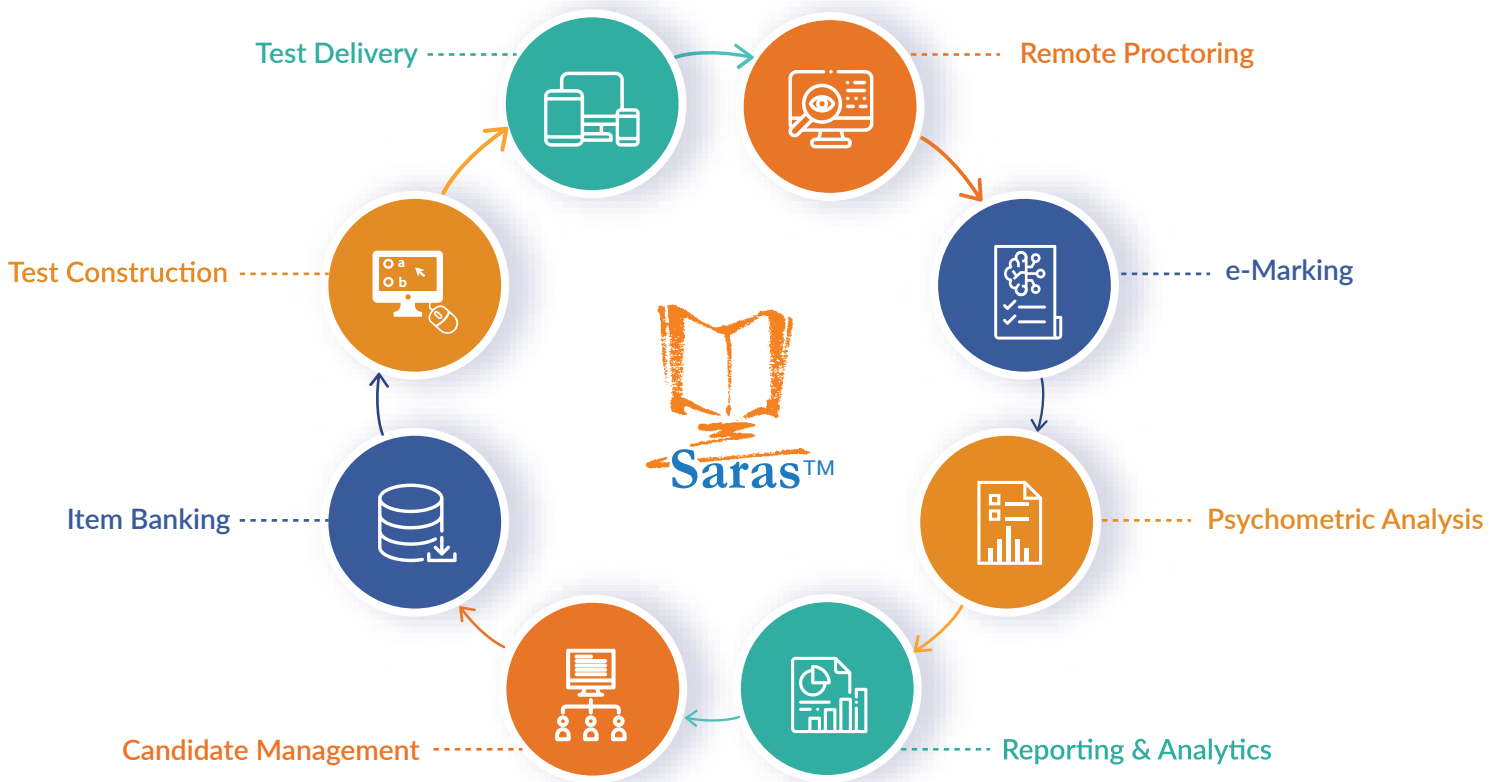 Test Delivery
Remote Proctoring
Test Construction
a
b
e-Marking
Saras™
Item Banking
Psychometric Analysis
Candidate Management
Reporting & Analytics